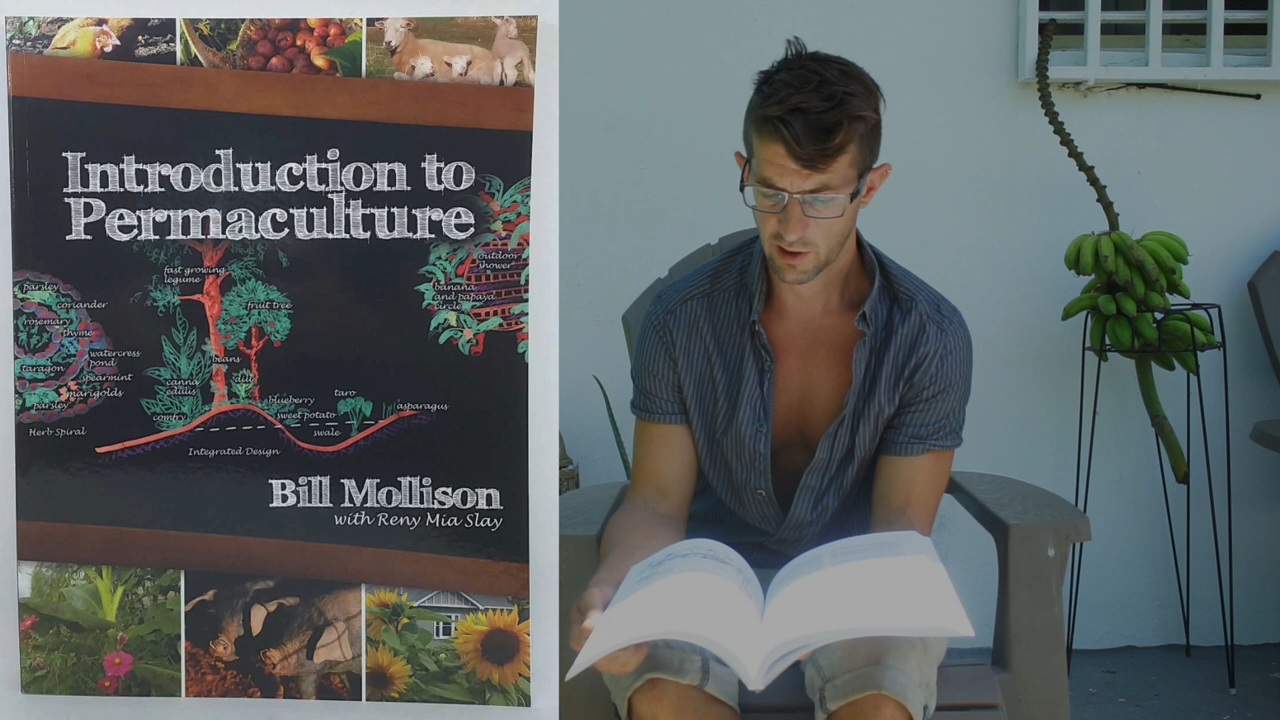 Introduction to
Permaculture
fast growing
legume
fruit tree
outdoor
shower
banana
and papaya
circle
parsley
coriander
rosemary
thyme
watercress
pond
taragon
spearmint
marigolds
parsley
Herb Spiral
beans
canna
edillis
dill
comfry
blueberry
taro
sweet potato
asparagus
swale
Integrated Design
Bill Mollison
with Reny Mia Slay